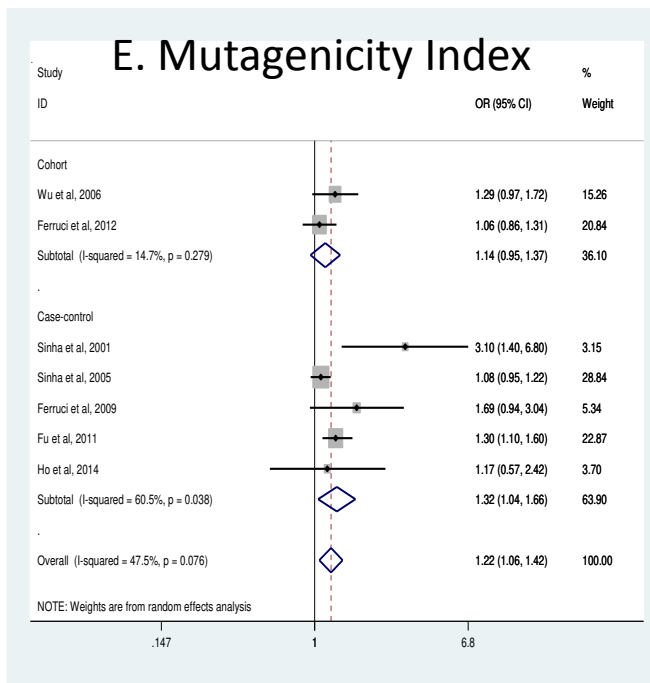 E. Mutagenicity Index
Study %
ID OR (95% CI) Weight
Cohort
Wu et al, 2006 1.29 (0.97, 1.72) 15.26
Ferruci et al, 2012 1.06 (0.86, 1.31) 20.84
Subtotal (I-squared = 14.7%, p = 0.279) 1.14 (0.95, 1.37) 36.10
.
Case-control
Sinha et al, 2001 3.10 (1.40, 6.80) 3.15
Sinha et al, 2005 1.08 (0.95, 1.22) 28.84
Ferruci et al, 2009 1.69 (0.94, 3.04) 5.34
Fu et al, 2011 1.30 (1.10, 1.60) 22.87
Ho et al, 2014 1.17 (0.57, 2.42) 3.70
Subtotal (I-squared = 60.5%, p = 0.038) 1.32 (1.04, 1.66) 63.90
.
Overall (I-squared = 47.5%, p = 0.076) 1.22 (1.06, 1.42) 100.00
NOTE: Weights are from random effects analysis
.147 1 6.8